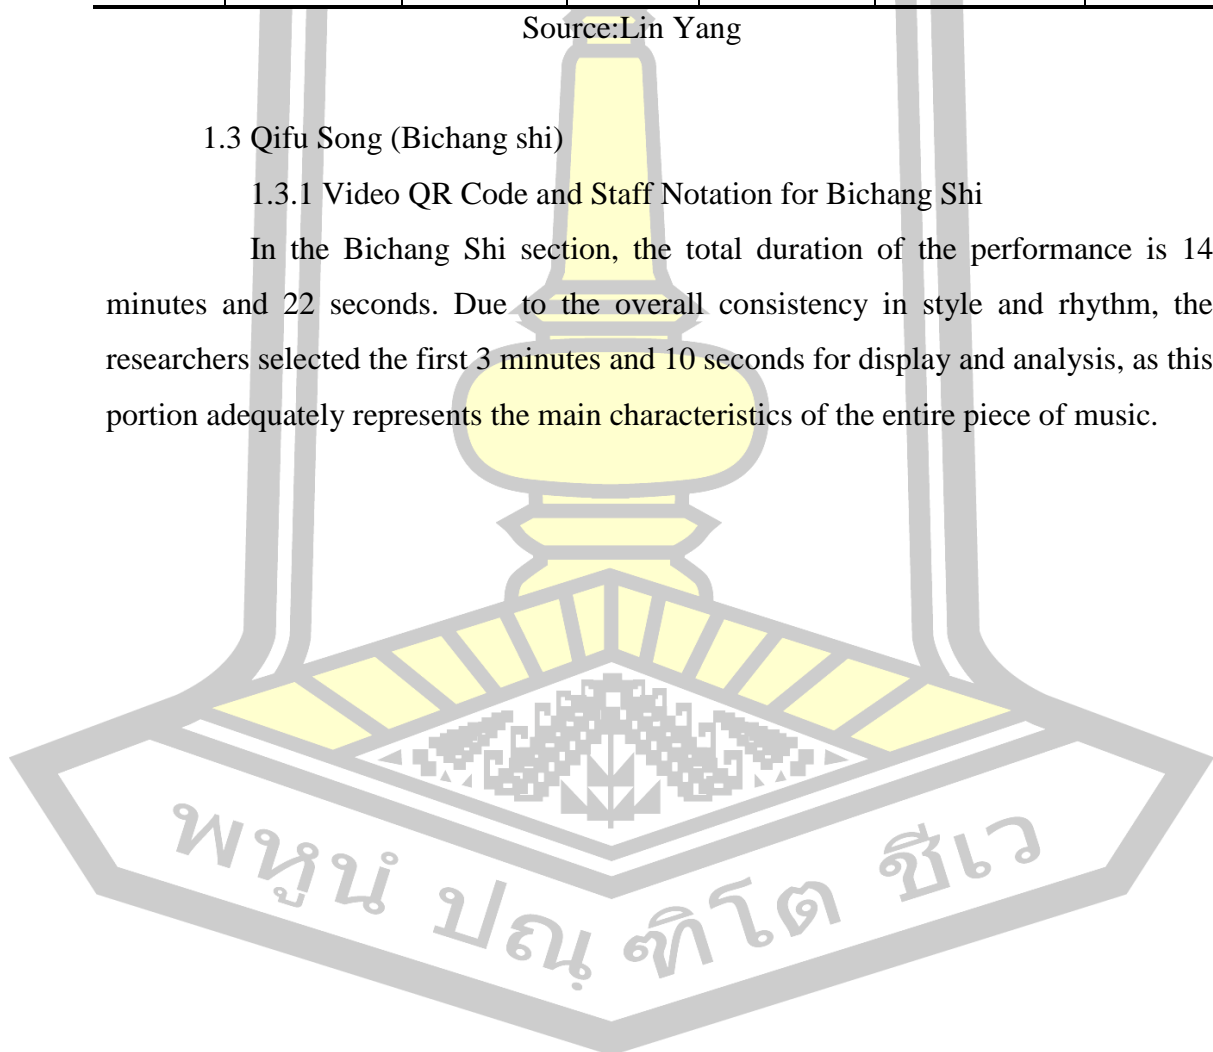 Source:Lin Yang
1.3 Qifu Song (Bichang shi)
1.3.1 Video QR Code and Staff Notation for Bichang Shi
In the Bichang Shi section, the total duration of the performance is 14
minutes and 22 seconds. Due to the overall consistency in style and rhythm, the
researchers selected the first 3 minutes and 10 seconds for display and analysis, as this
portion adequately represents the main characteristics of the entire piece of music.
พหูนํ ปณฺฑิโต ชีเว